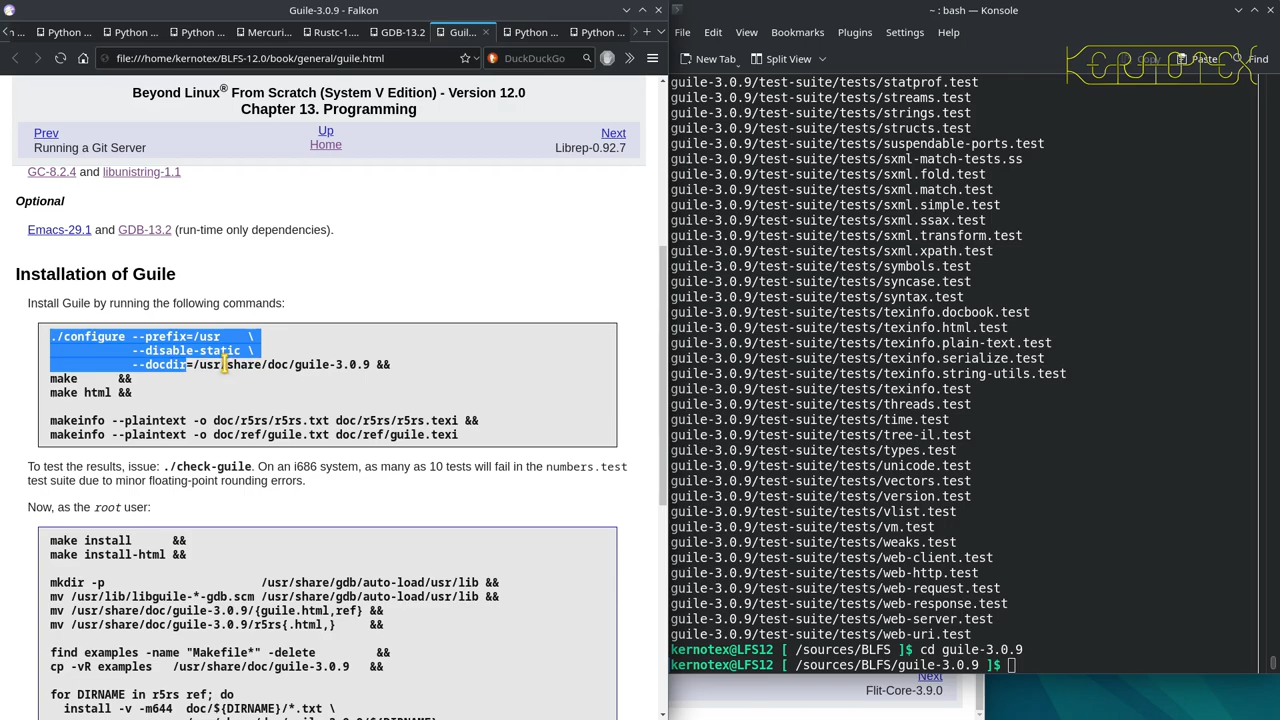 Guile-3.0.9 - Falkon
Python ...
Python ...
Python ...
Mercuri...
Rustc-1....
GDB-13.2
Guil...
Python ...
Python ...
file:///home/kernotex/BLFS-12.0/book/general/guile.html
DuckDuckGo
Beyond Linux® From Scratch (System V Edition) - Version 12.0
Chapter 13. Programming
Prev Up Next
Running a Git Server Home Librep-0.92.7
GC-8.2.4 and libunistring-1.1
Optional
Emacs-29.1 and GDB-13.2 (run-time only dependencies).
Installation of Guile
Install Guile by running the following commands:
./configure --prefix=/usr \
--disable-static \
--docdir=/usr/share/doc/guile-3.0.9 &&
make &&
make html &&
makeinfo --plaintext -o doc/r5rs/r5rs.txt doc/r5rs/r5rs.texi &&
makeinfo --plaintext -o doc/ref/guile.txt doc/ref/guile.texi
To test the results, issue: ./check-guile. On an i686 system, as many as 10 tests will fail in the numbers.test
test suite due to minor floating-point rounding errors.
Now, as the root user:
make install &&
make install-html &&
mkdir -p /usr/share/gdb/auto-load/usr/lib &&
mv /usr/lib/libguile-*-gdb.scm /usr/share/gdb/auto-load/usr/lib &&
mv /usr/share/doc/guile-3.0.9/{guile.html,ref} &&
mv /usr/share/doc/guile-3.0.9/r5rs{.html,} &&
find examples -name "Makefile*" -delete &&
cp -vR examples /usr/share/doc/guile-3.0.9 &&
for DIRNAME in r5rs ref; do
install -v -m644 doc/${DIRNAME}/*.txt \
~ : bash — Konsole
File Edit View Bookmarks Plugins Settings Help
New Tab Split View Copy Paste Find
KERNOTEX
guile-3.0.9/test-suite/tests/statprof.test
guile-3.0.9/test-suite/tests/streams.test
guile-3.0.9/test-suite/tests/strings.test
guile-3.0.9/test-suite/tests/structs.test
guile-3.0.9/test-suite/tests/suspendable-ports.test
guile-3.0.9/test-suite/tests/sxml-match-tests.ss
guile-3.0.9/test-suite/tests/sxml.fold.test
guile-3.0.9/test-suite/tests/sxml.match.test
guile-3.0.9/test-suite/tests/sxml.simple.test
guile-3.0.9/test-suite/tests/sxml.ssax.test
guile-3.0.9/test-suite/tests/sxml.transform.test
guile-3.0.9/test-suite/tests/sxml.xpath.test
guile-3.0.9/test-suite/tests/symbols.test
guile-3.0.9/test-suite/tests/syncase.test
guile-3.0.9/test-suite/tests/syntax.test
guile-3.0.9/test-suite/tests/texinfo.docbook.test
guile-3.0.9/test-suite/tests/texinfo.html.test
guile-3.0.9/test-suite/tests/texinfo.plain-text.test
guile-3.0.9/test-suite/tests/texinfo.serialize.test
guile-3.0.9/test-suite/tests/texinfo.string-utils.test
guile-3.0.9/test-suite/tests/texinfo.test
guile-3.0.9/test-suite/tests/threads.test
guile-3.0.9/test-suite/tests/time.test
guile-3.0.9/test-suite/tests/tree-il.test
guile-3.0.9/test-suite/tests/types.test
guile-3.0.9/test-suite/tests/unicode.test
guile-3.0.9/test-suite/tests/vectors.test
guile-3.0.9/test-suite/tests/version.test
guile-3.0.9/test-suite/tests/vlist.test
guile-3.0.9/test-suite/tests/vm.test
guile-3.0.9/test-suite/tests/weaks.test
guile-3.0.9/test-suite/tests/web-client.test
guile-3.0.9/test-suite/tests/web-http.test
guile-3.0.9/test-suite/tests/web-request.test
guile-3.0.9/test-suite/tests/web-response.test
guile-3.0.9/test-suite/tests/web-server.test
guile-3.0.9/test-suite/tests/web-uri.test
kernotex@LFS12 [ /sources/BLFS ]$ cd guile-3.0.9
kernotex@LFS12 [ /sources/BLFS/guile-3.0.9 ]$
Next
Flit-Core-3.9.0